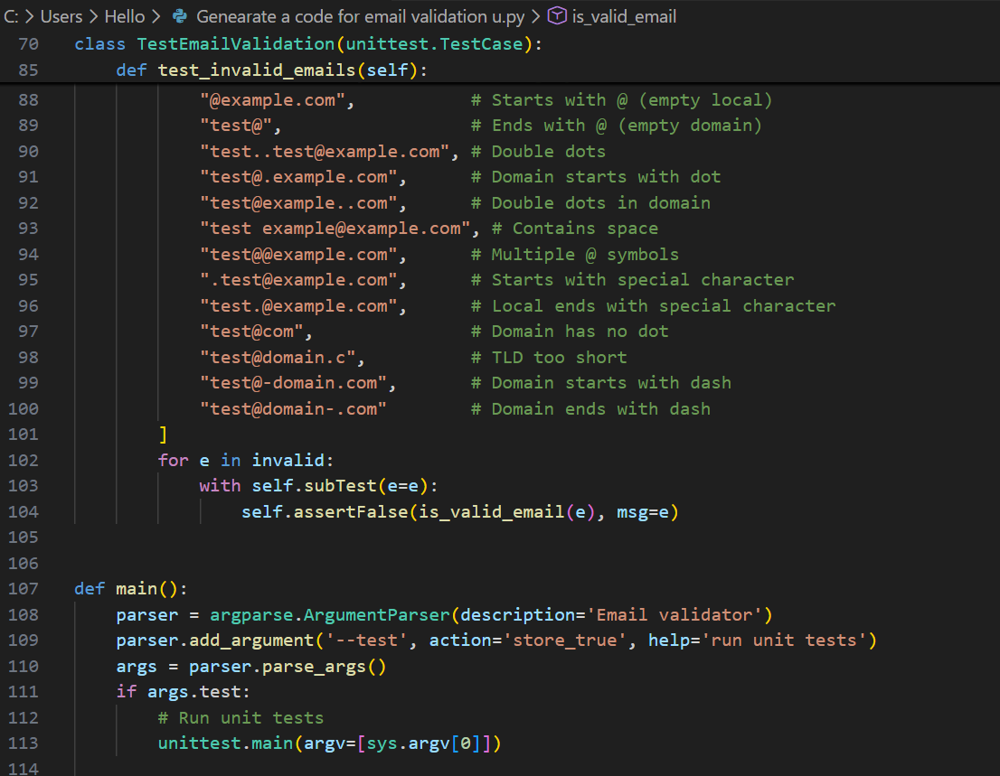 C: > Users > Hello > Genearate a code for email validation u.py > is_valid_email
70 class TestEmailValidation(unittest.TestCase):
85 def test_invalid_emails(self):
88 "@example.com", # Starts with @ (empty local)
89 "test@", # Ends with @ (empty domain)
90 "test..test@example.com", # Double dots
91 "test@.example.com", # Domain starts with dot
92 "test@example..com", # Double dots in domain
93 "test example@example.com", # Contains space
94 "test@@example.com", # Multiple @ symbols
95 ".test@example.com", # Starts with special character
96 "test.@example.com", # Local ends with special character
97 "test@com", # Domain has no dot
98 "test@domain.c", # TLD too short
99 "test@-domain.com", # Domain starts with dash
100 "test@domain-.com" # Domain ends with dash
101 ]
102 for e in invalid:
103 with self.subTest(e=e):
104 self.assertFalse(is_valid_email(e), msg=e)
105
106
107 def main():
108 parser = argparse.ArgumentParser(description='Email validator')
109 parser.add_argument('--test', action='store_true', help='run unit tests')
110 args = parser.parse_args()
111 if args.test:
112 # Run unit tests
113 unittest.main(argv=[sys.argv[0]])
114